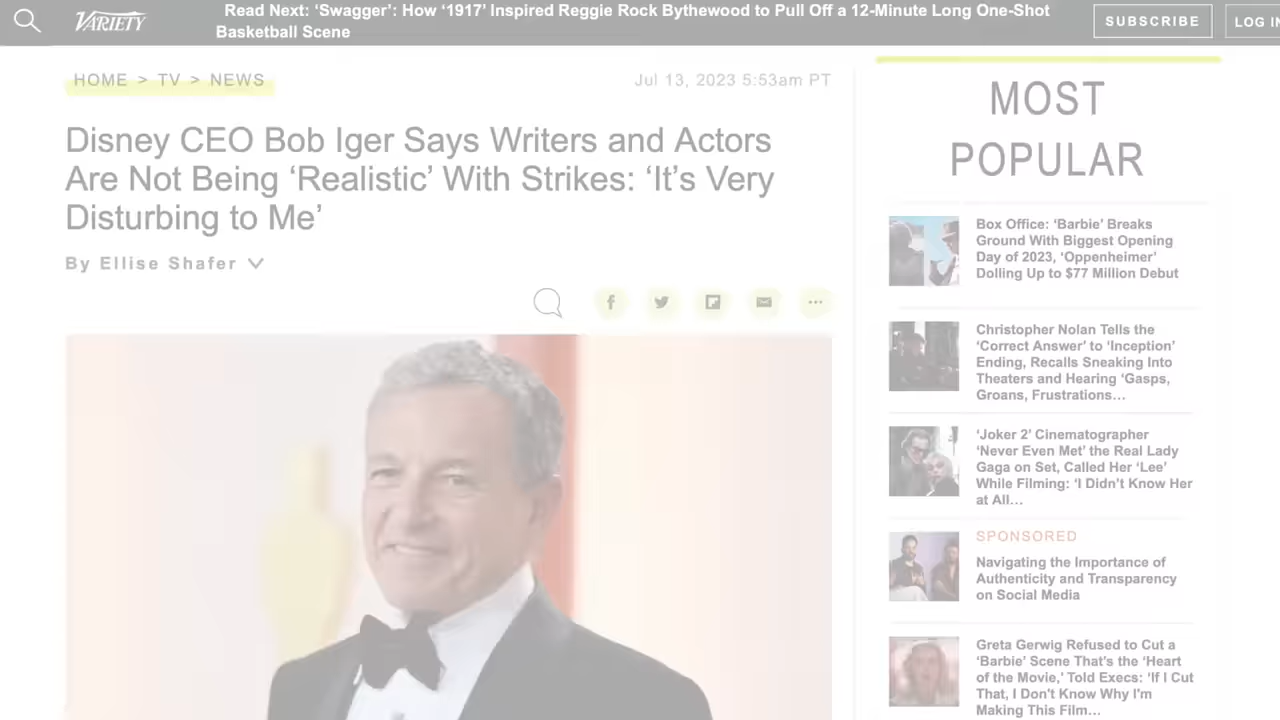 VARIETY
Read Next: ‘Swagger’: How ‘1917’ Inspired Reggie Rock Bythewood to Pull Off a 12-Minute Long One-Shot
Basketball Scene
SUBSCRIBE
LOG IN
HOME > TV > NEWS
Jul 13, 2023 5:53am PT
Disney CEO Bob Iger Says Writers and Actors
Are Not Being ‘Realistic’ With Strikes: ‘It’s Very
Disturbing to Me’
By Ellise Shafer
MOST
POPULAR
Box Office: ‘Barbie’ Breaks
Ground With Biggest Opening
Day of 2023, ‘Oppenheimer’
Dolling Up to $77 Million Debut
Christopher Nolan Tells the
‘Correct Answer’ to ‘Inception’
Ending, Recalls Sneaking Into
Theaters and Hearing ‘Gasps,
Groans, Frustrations…
‘Joker 2’ Cinematographer
‘Never Even Met’ the Real Lady
Gaga on Set, Called Her ‘Lee’
While Filming: ‘I Didn’t Know Her
at All…
SPONSORED
Navigating the Importance of
Authenticity and Transparency
on Social Media
Greta Gerwig Refused to Cut a
‘Barbie’ Scene That’s the ‘Heart
of the Movie,’ Told Execs: ‘If I Cut
That, I Don't Know Why I'm
Making This Film…